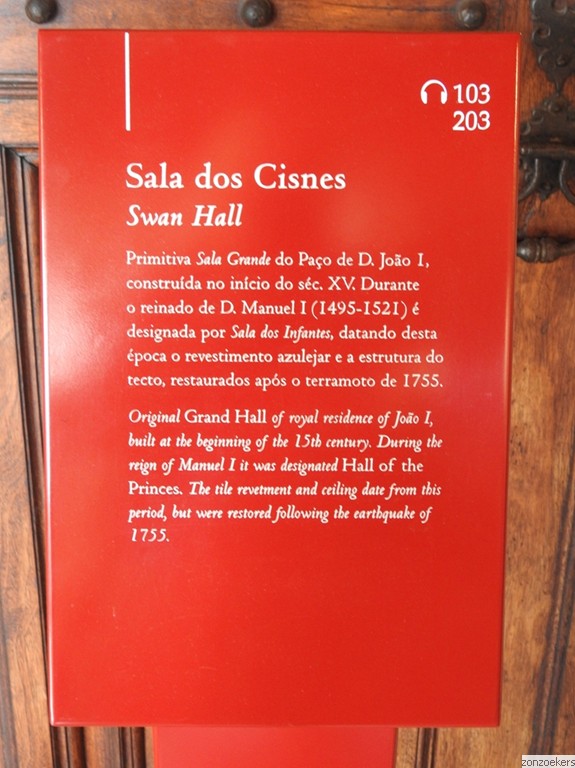 103
203
Sala dos Cisnes
Swan Hall
Primitiva Sala Grande do Paço de D. João I,
construída no início do séc. XV. Durante
o reinado de D. Manuel I (1495-1521) é
designada por Sala dos Infantes, datando desta
época o revestimento azulejar e a estrutura do
tecto, restaurados após o terramoto de 1755.
Original Grand Hall of royal residence of João I,
built at the beginning of the 15th century. During the
reign of Manuel I it was designated Hall of the
Princes. The tile revetment and ceiling date from this
period, but were restored following the earthquake of
1755.
zonzoekers